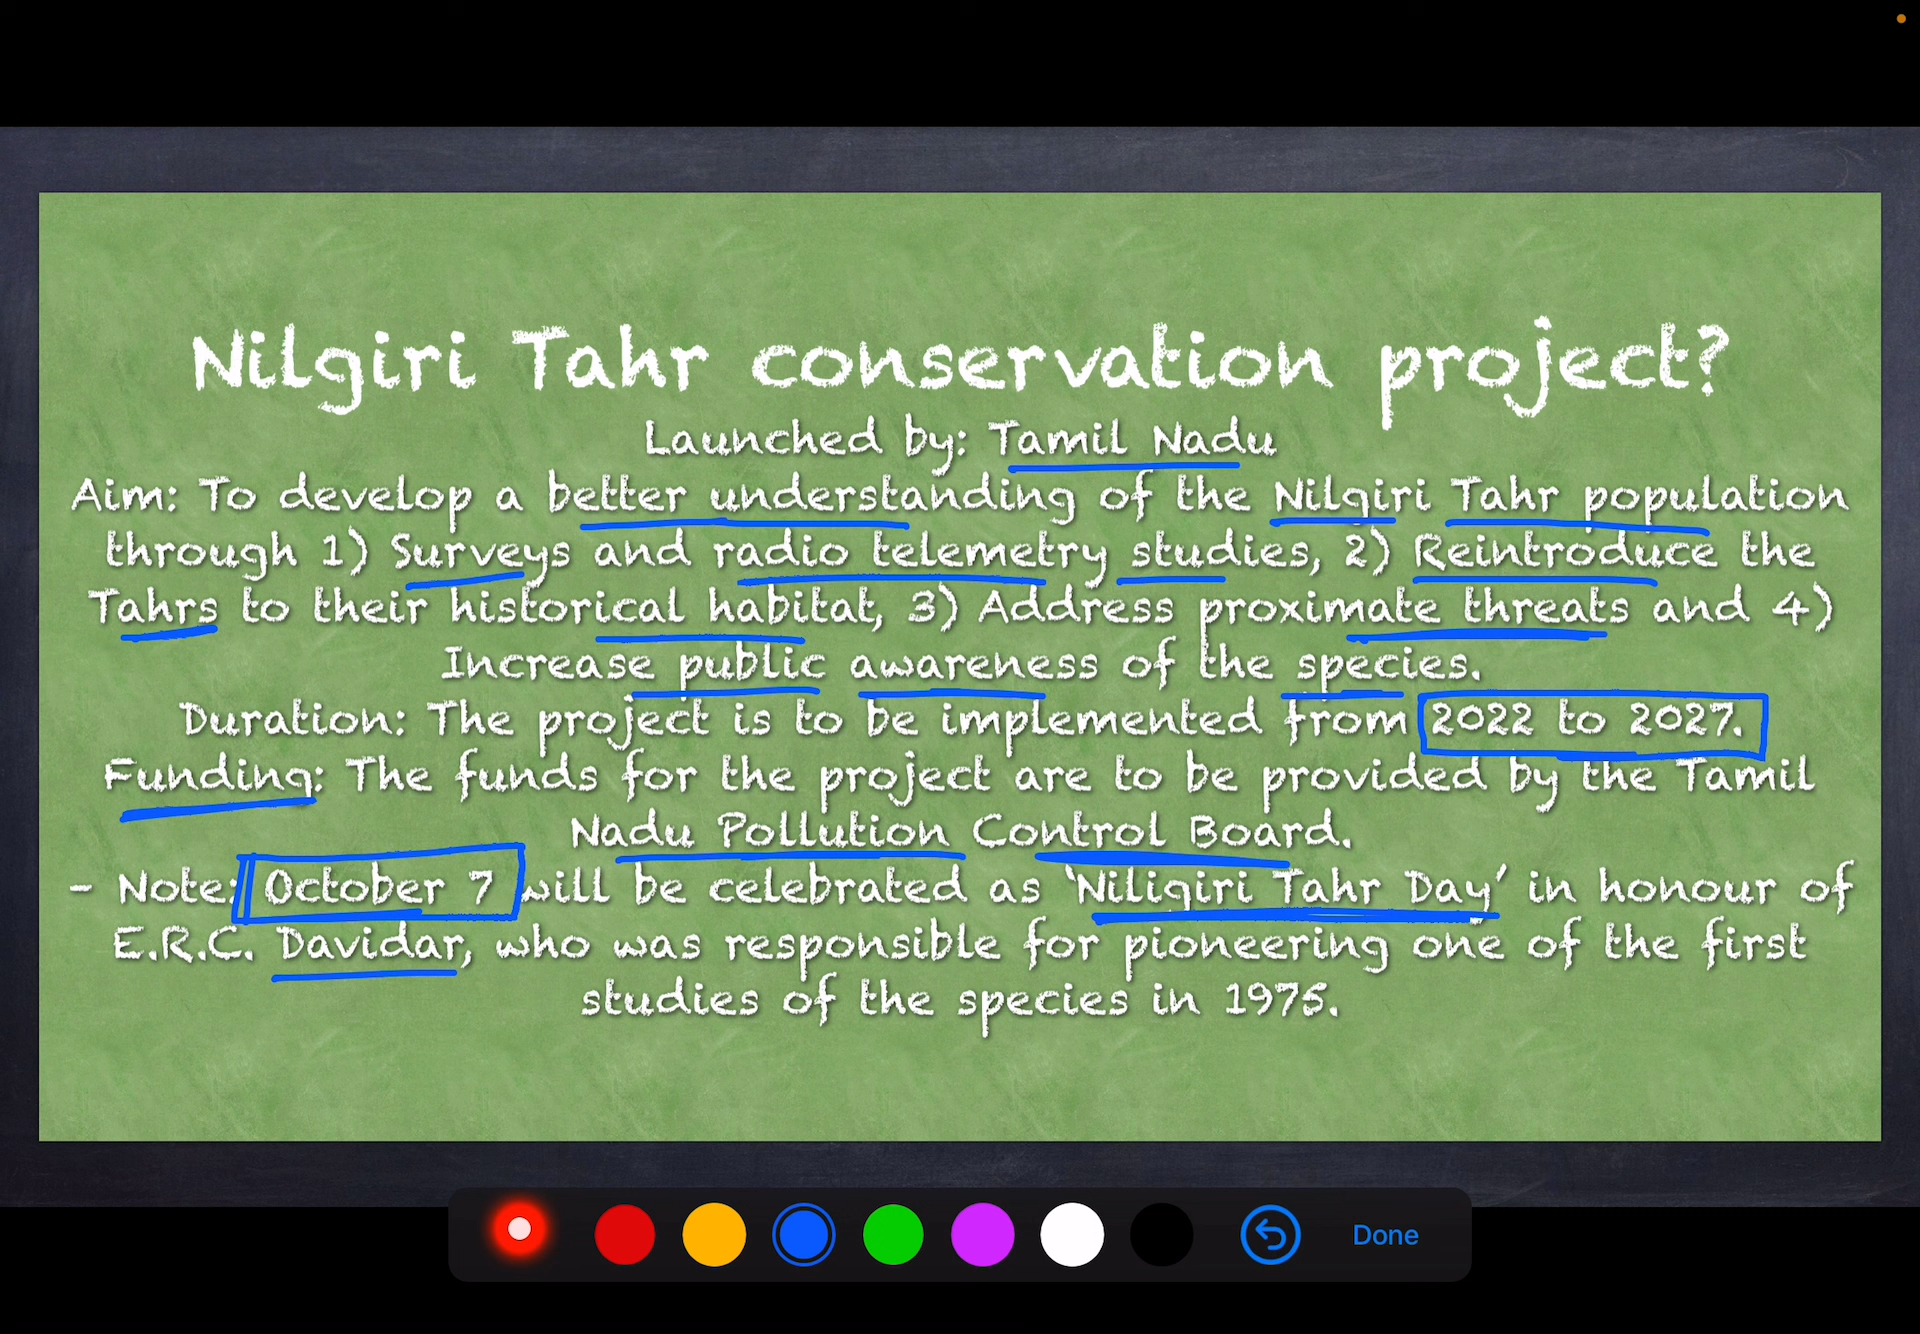 Nilgiri Tahr conservation project?
Launched by: Tamil Nadu
Aim: To develop a better understanding of the Nilgiri Tahr population
through 1) Surveys and radio telemetry studies, 2) Reintroduce the
Tahrs to their historical habitat, 3) Address proximate threats and 4)
Increase public awareness of the species.
Duration: The project is to be implemented from 2022 to 2027.
Funding: The funds for the project are to be provided by the Tamil
Nadu Pollution Control Board.
- Note: October 7 will be celebrated as ‘Niligiri Tahr Day’ in honour of
E.R.C. Davidar, who was responsible for pioneering one of the first
studies of the species in 1975.
Done